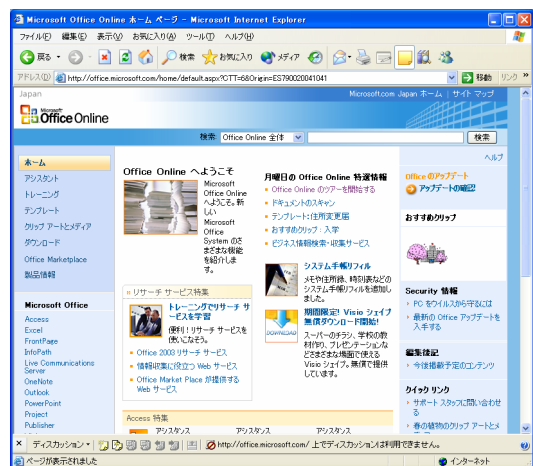 Microsoft Office Online ホーム ページ - Microsoft Internet Explorer
ファイル(F) 編集(E) 表示(V) お気に入り(A) ツール(T) ヘルプ(H)
戻る 検索 お気に入り メディア
アドレス(D) http://office.microsoft.com/home/default.aspx?CTT=6&Origin=ES790020041041 移動 リンク »
Japan Microsoft.com Japan ホーム | サイト マップ
Microsoft
Office Online
検索: Office Online 全体 検索
ホーム
アシスタント
トレーニング
テンプレート
クリップ アートとメディア
ダウンロード
Office Marketplace
製品情報
Microsoft Office
Access
Excel
FrontPage
InfoPath
Live Communications
Server
OneNote
Outlook
PowerPoint
Project
Publisher
Office Online へようこそ
Microsoft
Office Online
へようこそ。新
しい
Microsoft
Office
System のさ
まざまな機能
を紹介しま
す。
« リサーチ サービス特集
トレーニングでリサーチ サ
ービスを学習
便利！リサーチ サービスを
使いこなそう。
Office 2003 リサーチ サービス
情報収集に役立つ Web サービス
Office Market Place が提供する
Web サービス
Access 特集
アシスタンス アシスタンス アシスタンス
月曜日の Office Online 特選情報
Office Online のツアーを開始する
ドキュメントのスキャン
テンプレート: 住所変更届
おすすめクリップ : 入学
ビジネス情報検索・収集サービス
システム手帳リフィル
メモや住所録、時刻表などの
システム手帳リフィルを追加し
ました。
DOWNLOAD
期間限定! Visio シェイプ
無償ダウンロード開始!
スーパーのチラシ、学校の教
材作り、プレゼンテーションな
どさまざまな場面で使える
Visio シェイプ。無償で提供
しています。
ヘルプ
Office のアップデート
アップデートの確認
おすすめクリップ
Security 情報
PC をウイルスから守るには
最新の Office アップデートを
入手する
編集後記
今後掲載予定のコンテンツ
クイック リンク
サポート スタッフに問い合わせ
る
春の植物のクリップ アートとメ
ディスカッション http://office.microsoft.com/ 上でディスカッションは利用できません。
ページが表示されました インターネット